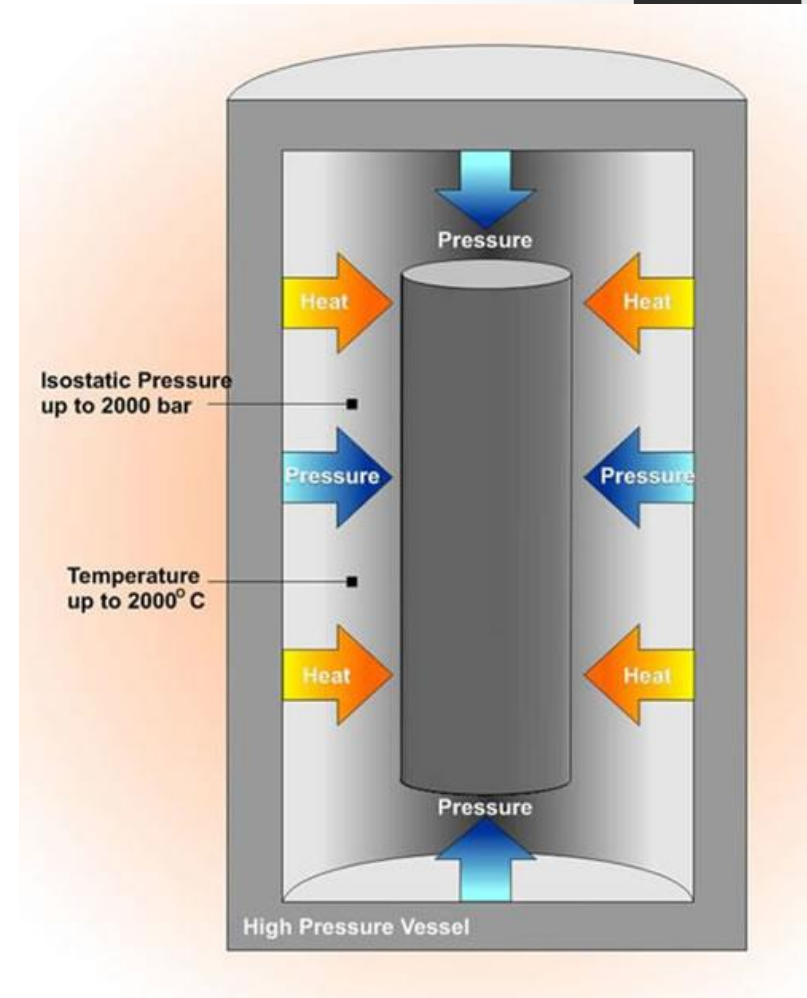 Pressure
Heat
Heat
Isostatic Pressure
up to 2000 bar
Pressure
Pressure
Temperature
up to 2000° C
Heat
Heat
Pressure
High Pressure Vessel